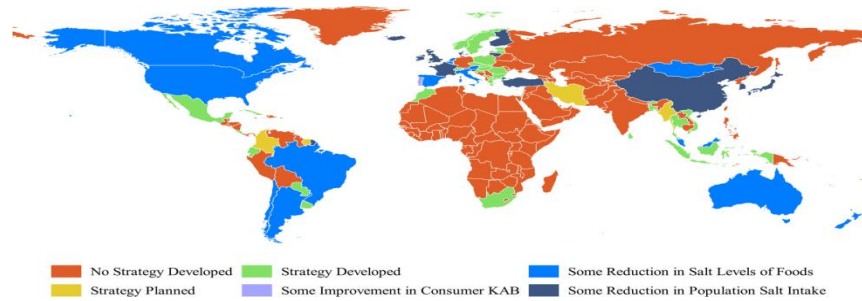 No Strategy Developed Strategy Developed Some Reduction in Salt Levels of Foods
Strategy Planned Some Improvement in Consumer KAB Some Reduction in Population Salt Intake